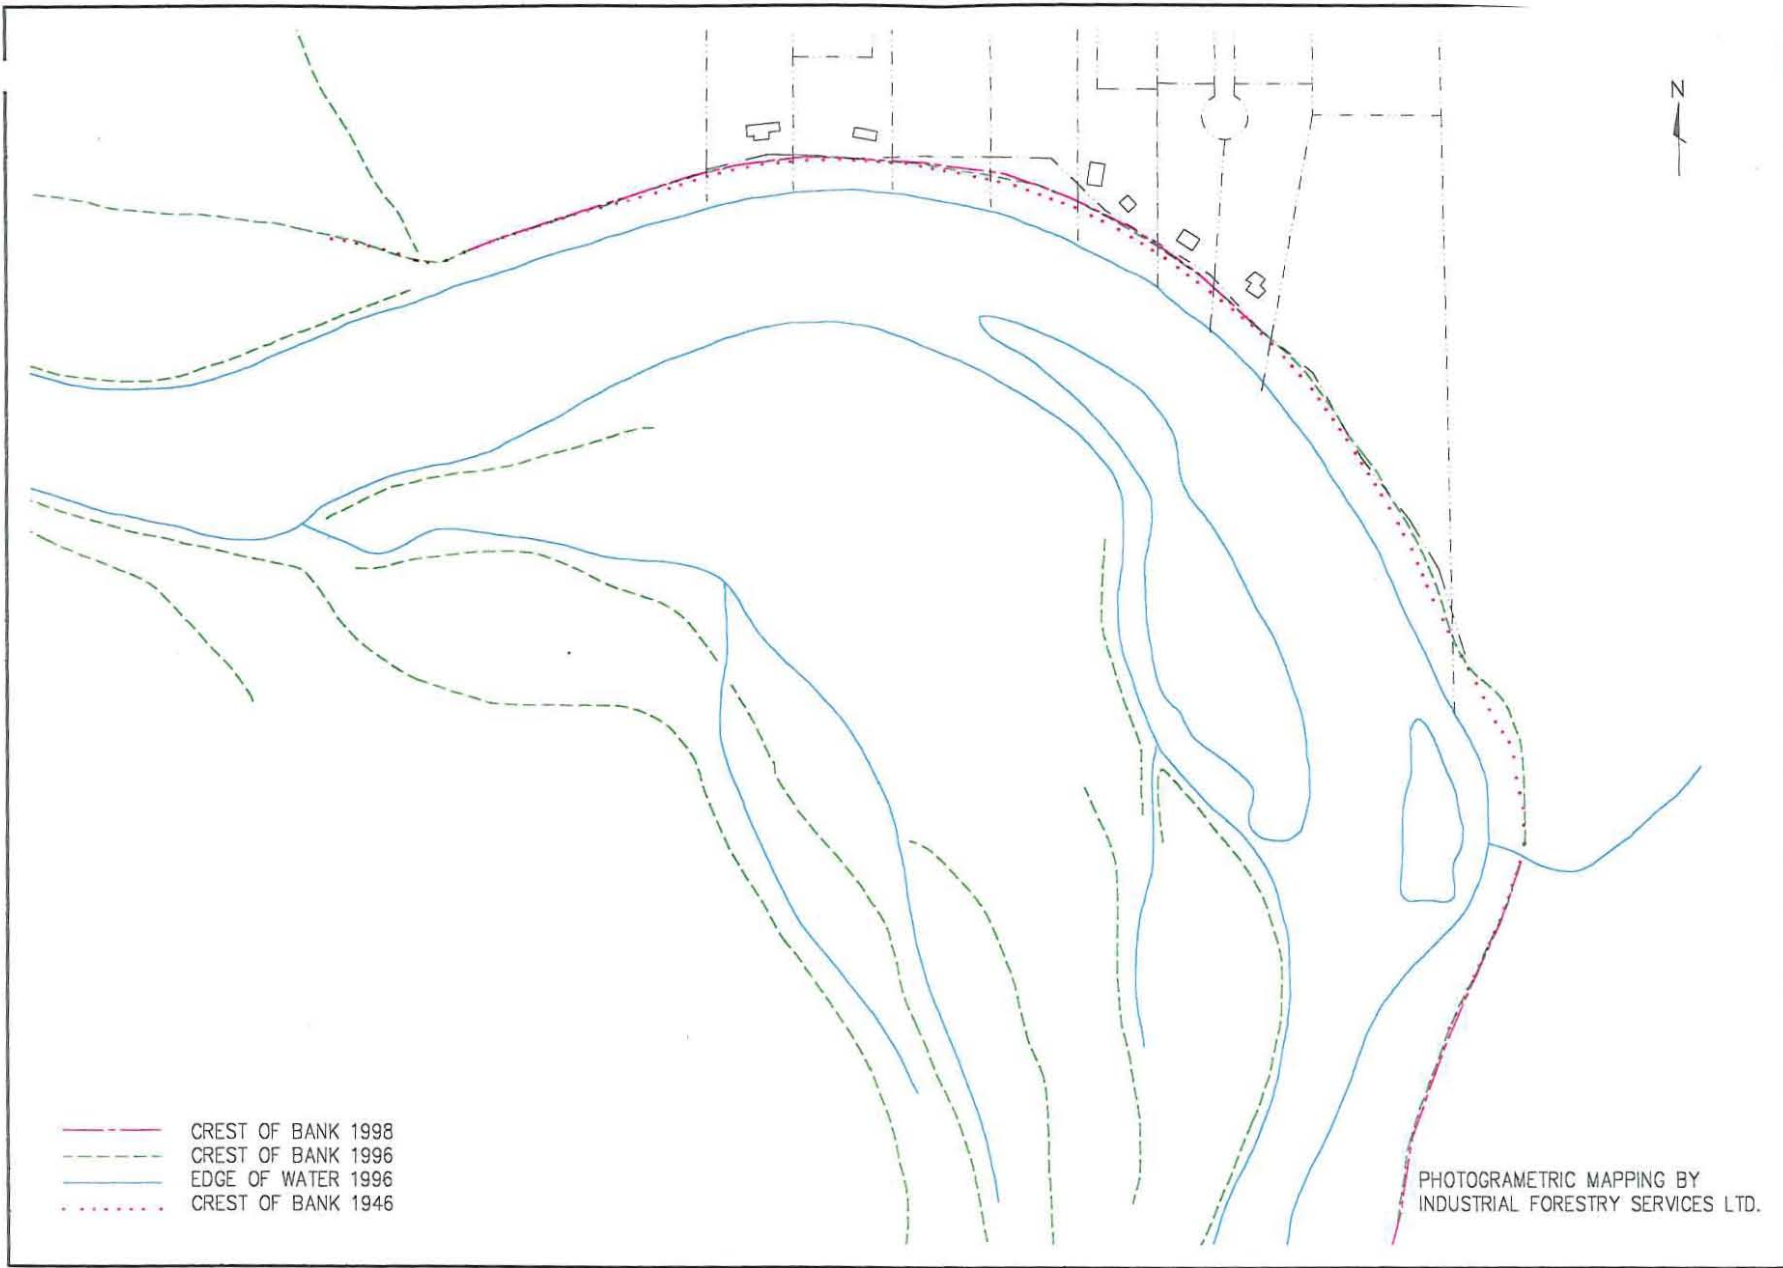 N
CREST OF BANK 1998
CREST OF BANK 1996
EDGE OF WATER 1996
CREST OF BANK 1946
PHOTOGRAMETRIC MAPPING BY
INDUSTRIAL FORESTRY SERVICES LTD.